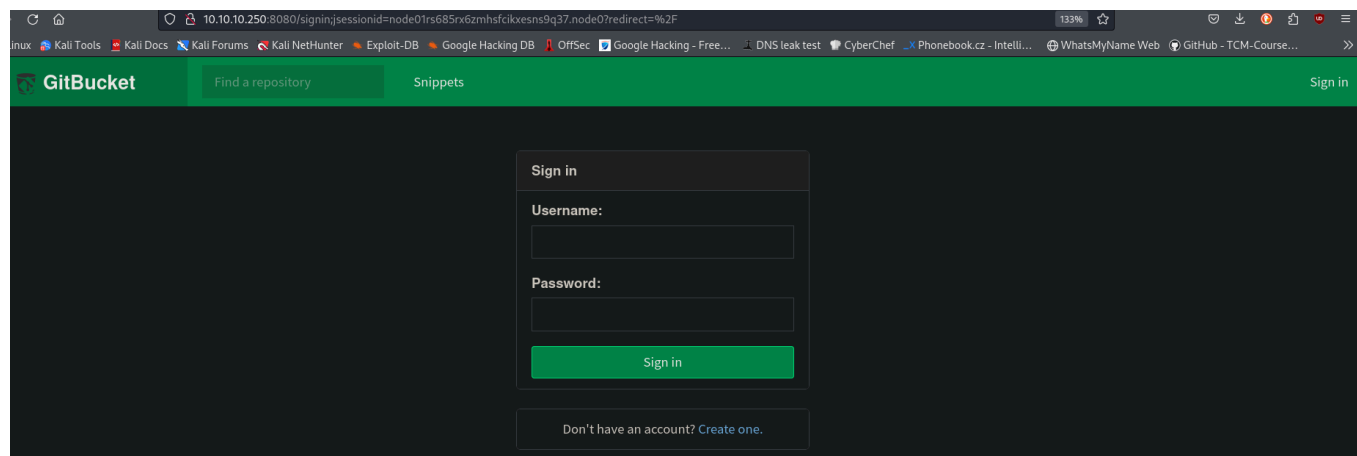 10.10.10.250:8080/signin;jsessionid=node01rs685rx6zmhsfcikxesns9q37.node0?redirect=%2F 133%
inux Kali Tools Kali Docs Kali Forums Kali NetHunter Exploit-DB Google Hacking DB OffSec Google Hacking - Free… DNS leak test CyberChef Phonebook.cz - Intelli… WhatsMyName Web GitHub - TCM-Course…
GitBucket Find a repository Snippets Sign in
Sign in
Username:
Password:
Sign in
Don't have an account? Create one.